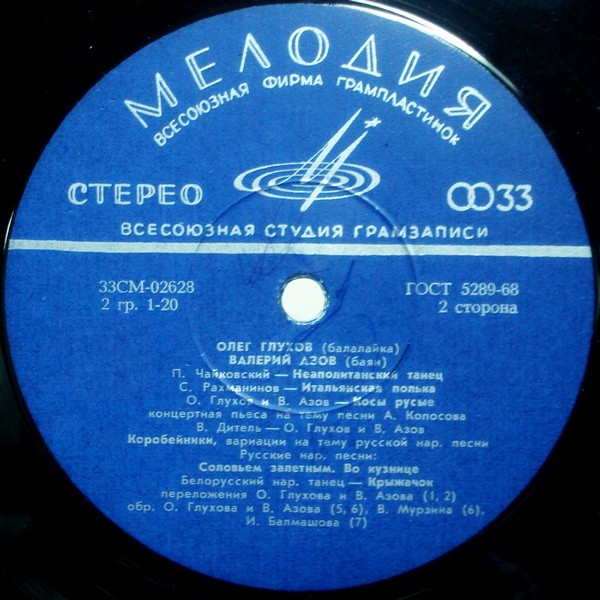 МЕЛОДИЯ
ВСЕСОЮЗНАЯ ФИРМА ГРАМПЛАСТИНОК
СТЕРЕО
33
ВСЕСОЮЗНАЯ СТУДИЯ ГРАМЗАПИСИ
33СМ-02628
ГОСТ 5289-68
2 гр. 1-20
2 сторона
ОЛЕГ ГЛУХОВ (балалайка)
ВАЛЕРИЙ АЗОВ (баян)
П. Чайковский — Неаполитанский танец
С. Рахманинов — Итальянская полька
О. Глухов и В. Азов — Косы русые
концертная пьеса на тему песни А. Колосова
В. Дитель — О. Глухов и В. Азов
Коробейники, вариации на тему русской нар. песни
Русские нар. песни:
Соловьем залетным. Во кузнице
Белорусский нар. танец — Крыжачок
переложения О. Глухова и В. Азова (1, 2)
обр. О. Глухова и В. Азова (5, 6), В. Мурзина (6),
И. Балмашова (7)